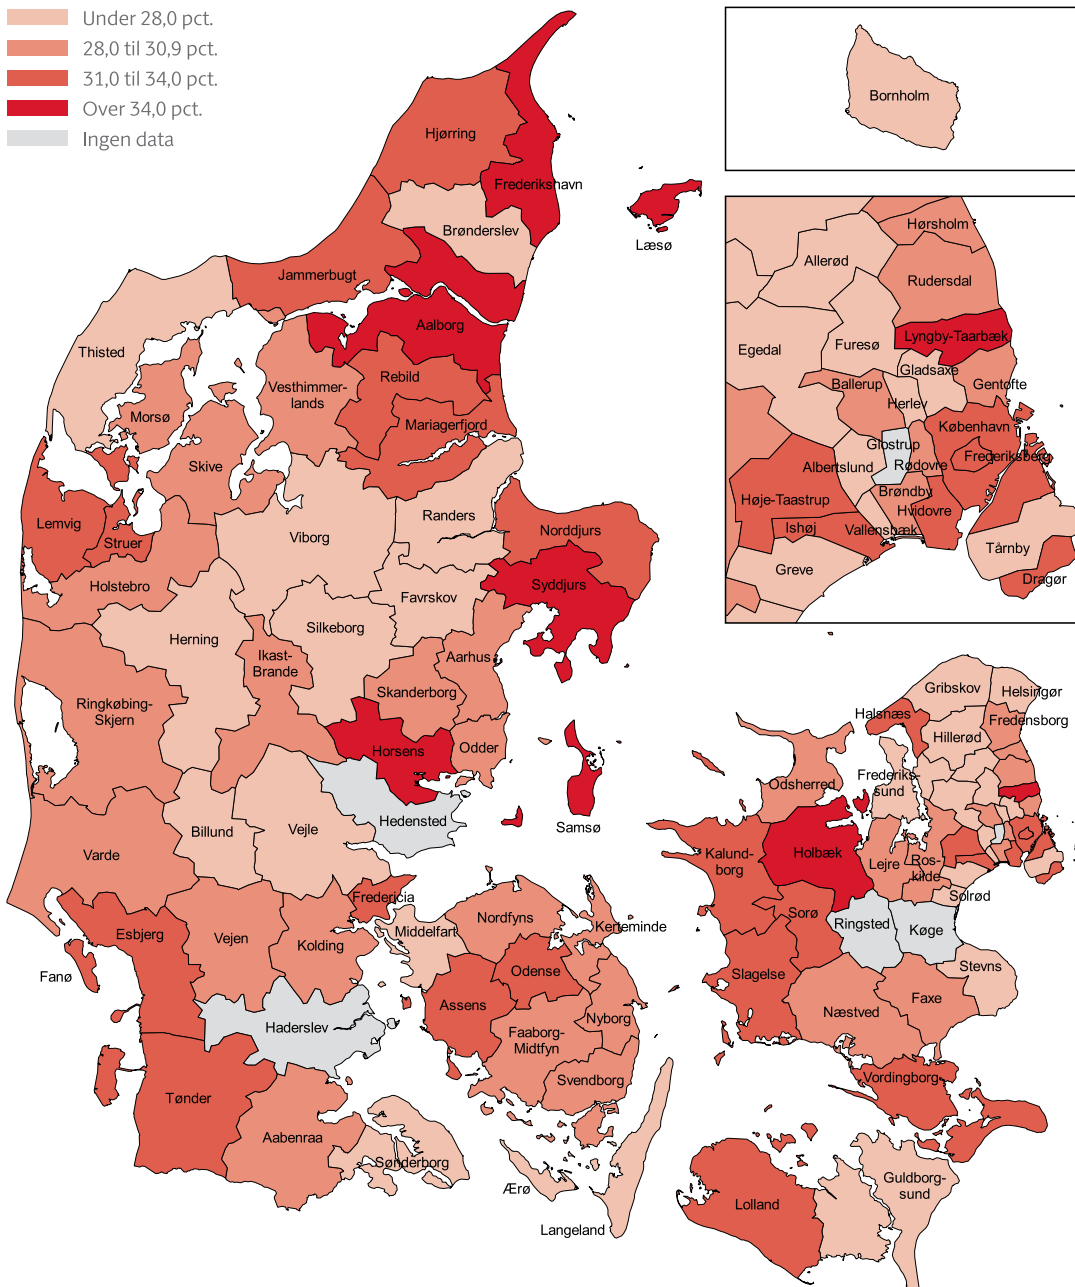 Under 28,0 pct.
28,0 til 30,9 pct.
31,0 til 34,0 pct.
Over 34,0 pct.
Ingen data
Bornholm
Hjørring
Frederikshavn
Læsø
Brønderslev
Jammerbugt
Aalborg
Thisted
Rebild
Vesthimmer-
lands
Morsø
Mariagerfjord
Skive
Lemvig
Struer
Viborg
Randers
Norddjurs
Holstebro
Syddjurs
Favrskov
Silkeborg
Herning
Ikast-
Brande
Aarhus
Skanderborg
Ringkøbing-
Skjern
Horsens
Odder
Hedensted
Samsø
Billund
Vejle
Varde
Fredericia
Esbjerg
Vejen
Kolding
Fanø
Haderslev
Tønder
Aabenraa
Sønderborg
Middelfart
Nordfyns
Kerteminde
Odense
Assens
Nyborg
Faaborg-
Midtfyn
Svendborg
Ærø
Langeland
Hørsholm
Allerød
Rudersdal
Lyngby-Taarbæk
Furesø
Egedal
Gladsaxe
Gentofte
Ballerup
Herlev
København
Glostrup
Frederiksberg
Albertslund
Rødovre
Høje-Taastrup
Brøndby
Hvidovre
Ishøj
Vallensbæk
Tårnby
Greve
Dragør
Gribskov
Helsingør
Halsnæs
Fredensborg
Hillerød
Frederiks-
sund
Odsherred
Kalund-
borg
Holbæk
Lejre
Ros-
kilde
Solrød
Sorø
Ringsted
Køge
Stevns
Slagelse
Faxe
Næstved
Vordingborg
Guldborg-
sund
Lolland